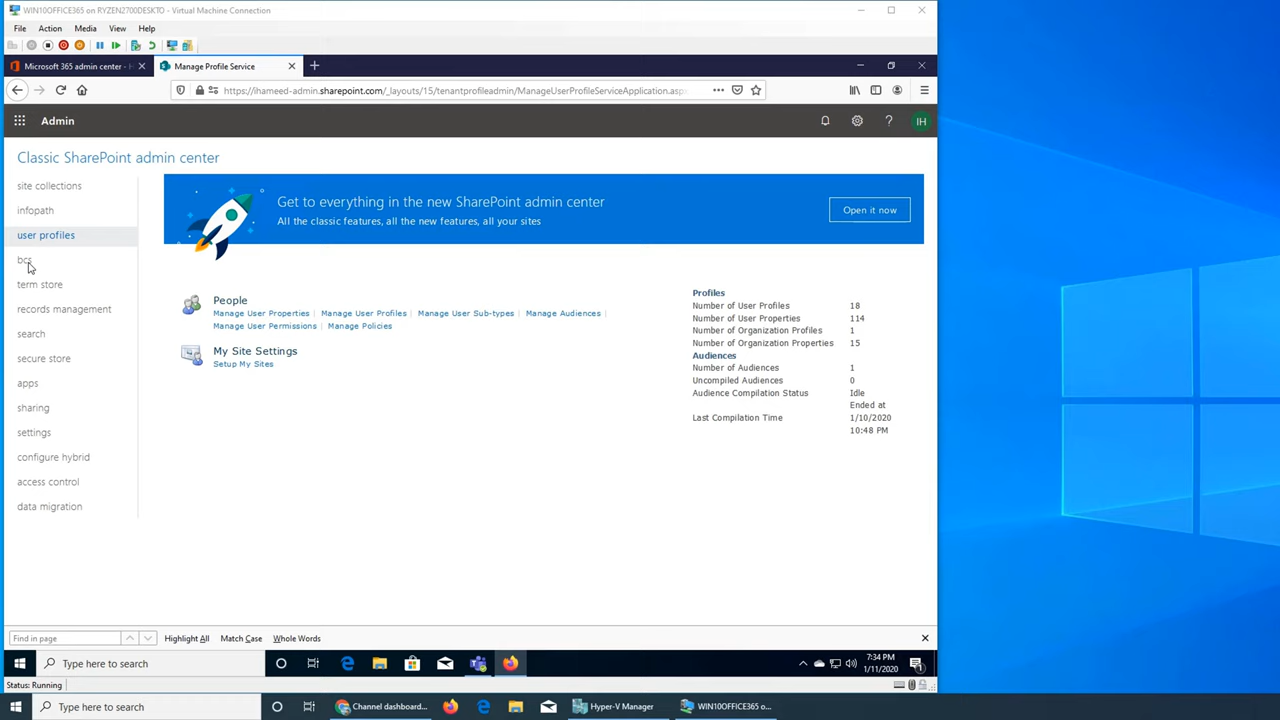 WIN10OFFICE365 on RYZEN2700DESKTO - Virtual Machine Connection
File Action Media View Help
Microsoft 365 admin center - H
Manage Profile Service
https://ihameed-admin.sharepoint.com/_layouts/15/tenantprofileadmin/ManageUserProfileServiceApplication.asp
Admin
IH
Classic SharePoint admin center
site collections
infopath
user profiles
bcs
term store
records management
search
secure store
apps
sharing
settings
configure hybrid
access control
data migration
Get to everything in the new SharePoint admin center
All the classic features, all the new features, all your sites
Open it now
People
Manage User Properties | Manage User Profiles | Manage User Sub-types | Manage Audiences |
Manage User Permissions | Manage Policies
My Site Settings
Setup My Sites
Profiles
Number of User Profiles 18
Number of User Properties 114
Number of Organization Profiles 1
Number of Organization Properties 15
Audiences
Number of Audiences 1
Uncompiled Audiences 0
Audience Compilation Status Idle
Last Compilation Time Ended at
1/10/2020
10:48 PM
Find in page
Highlight All Match Case Whole Words
Type here to search
7:34 PM
1/11/2020
Status: Running
Type here to search
Channel dashboard...
Hyper-V Manager
WIN10OFFICE365 o...